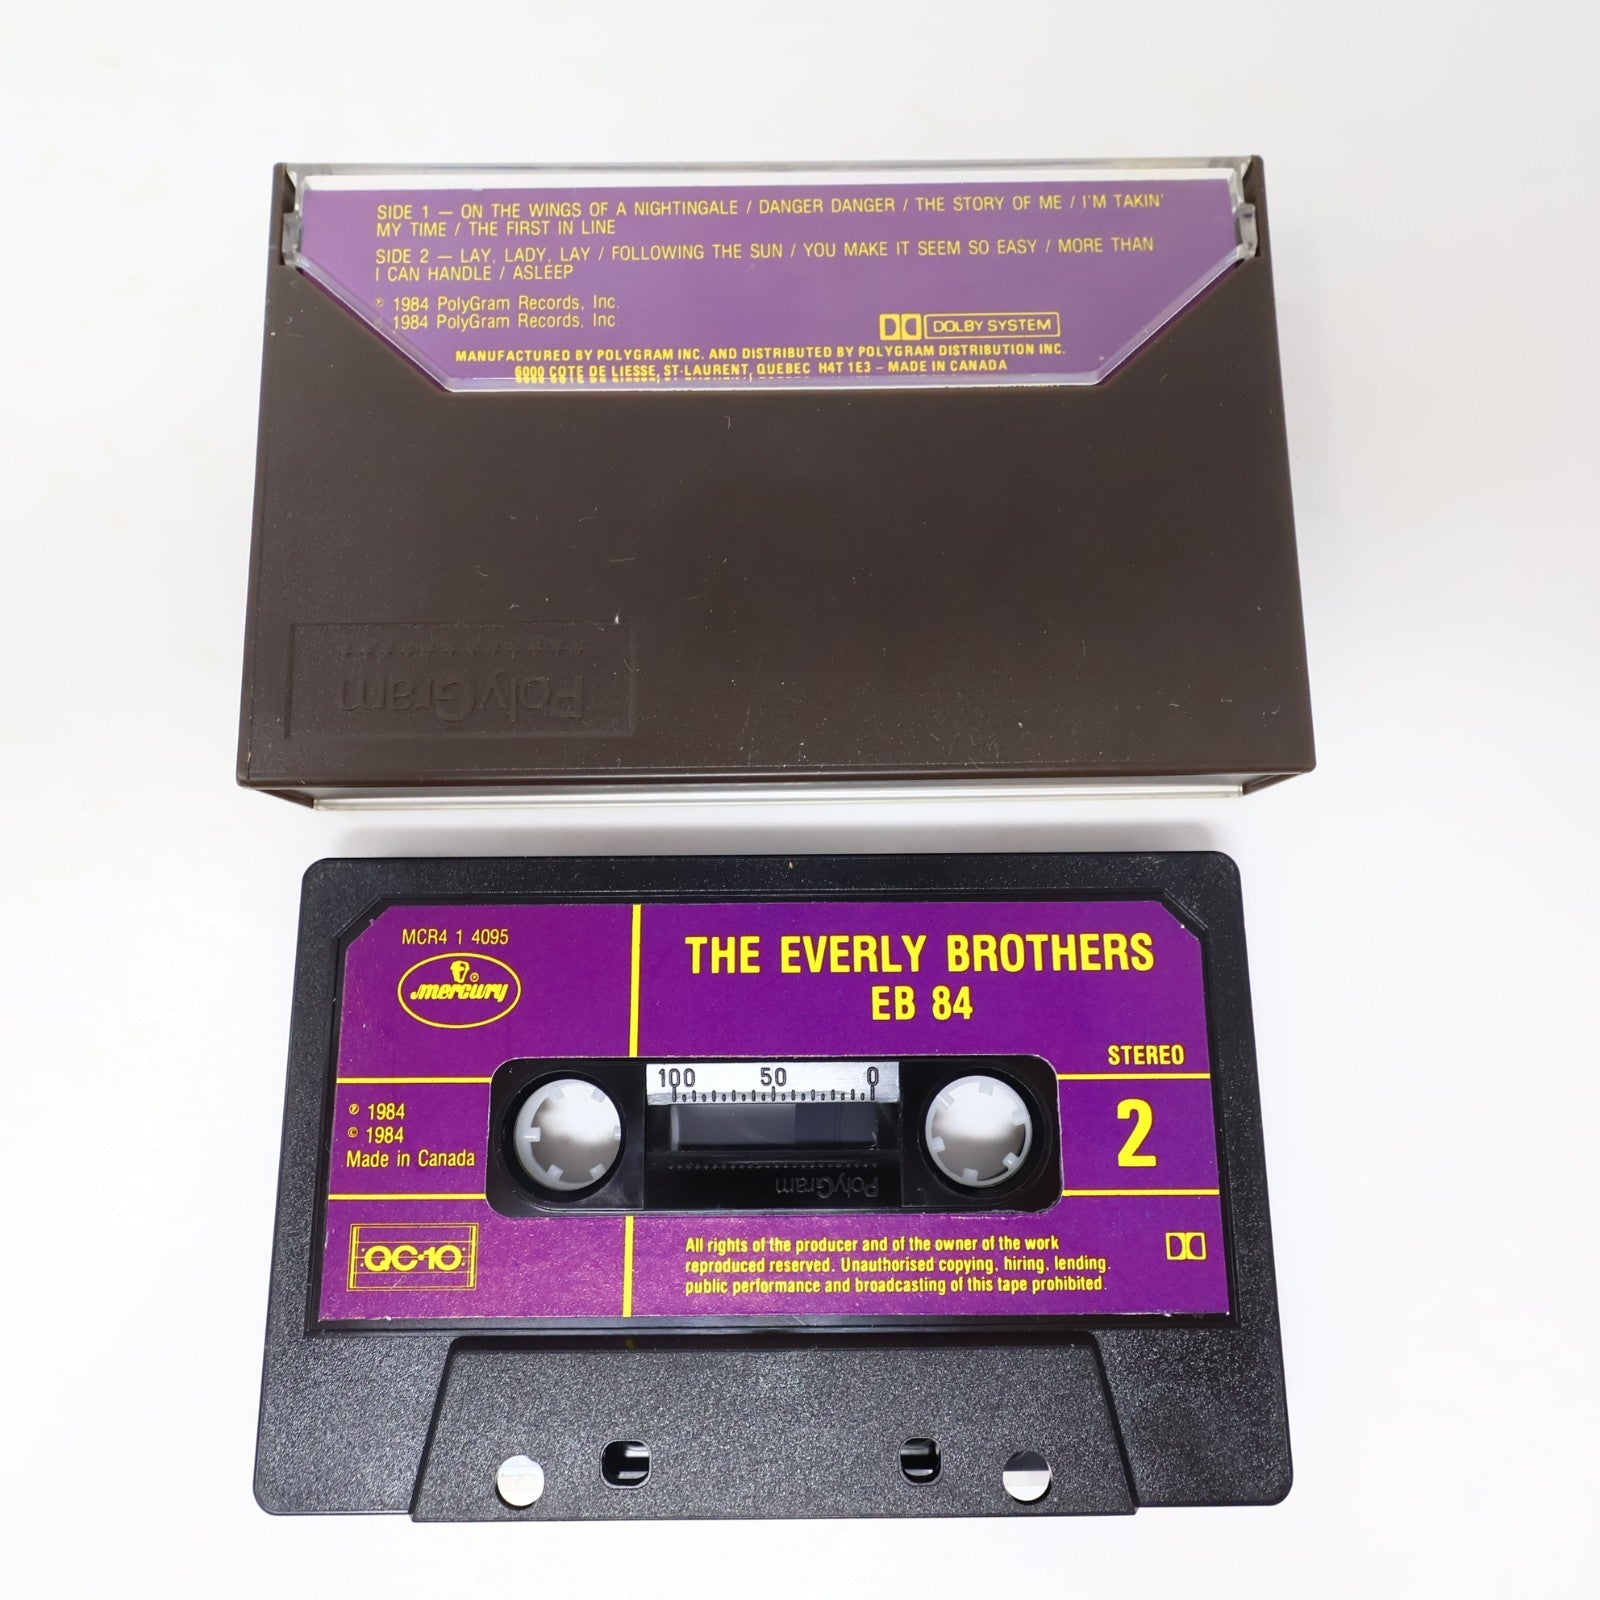 SIDE 1 — ON THE WINGS OF A NIGHTINGALE / DANGER DANGER / THE STORY OF ME / I'M TAKIN'
MY TIME / THE FIRST IN LINE
SIDE 2 — LAY, LADY, LAY / FOLLOWING THE SUN / YOU MAKE IT SEEM SO EASY / MORE THAN
I CAN HANDLE / ASLEEP
℗ 1984 PolyGram Records, Inc.
1984 PolyGram Records, Inc.
DOLBY SYSTEM
MANUFACTURED BY POLYGRAM INC. AND DISTRIBUTED BY POLYGRAM DISTRIBUTION INC.
6000 COTE DE LIESSE, ST-LAURENT, QUEBEC H4T 1E3 – MADE IN CANADA
PolyGram
MCR4 1 4095
mercury ®
THE EVERLY BROTHERS
EB 84
STEREO
100 50 0
℗ 1984
© 1984
Made in Canada
2
PolyGram
QC-10
All rights of the producer and of the owner of the work
reproduced reserved. Unauthorised copying, hiring, lending.
public performance and broadcasting of this tape prohibited.